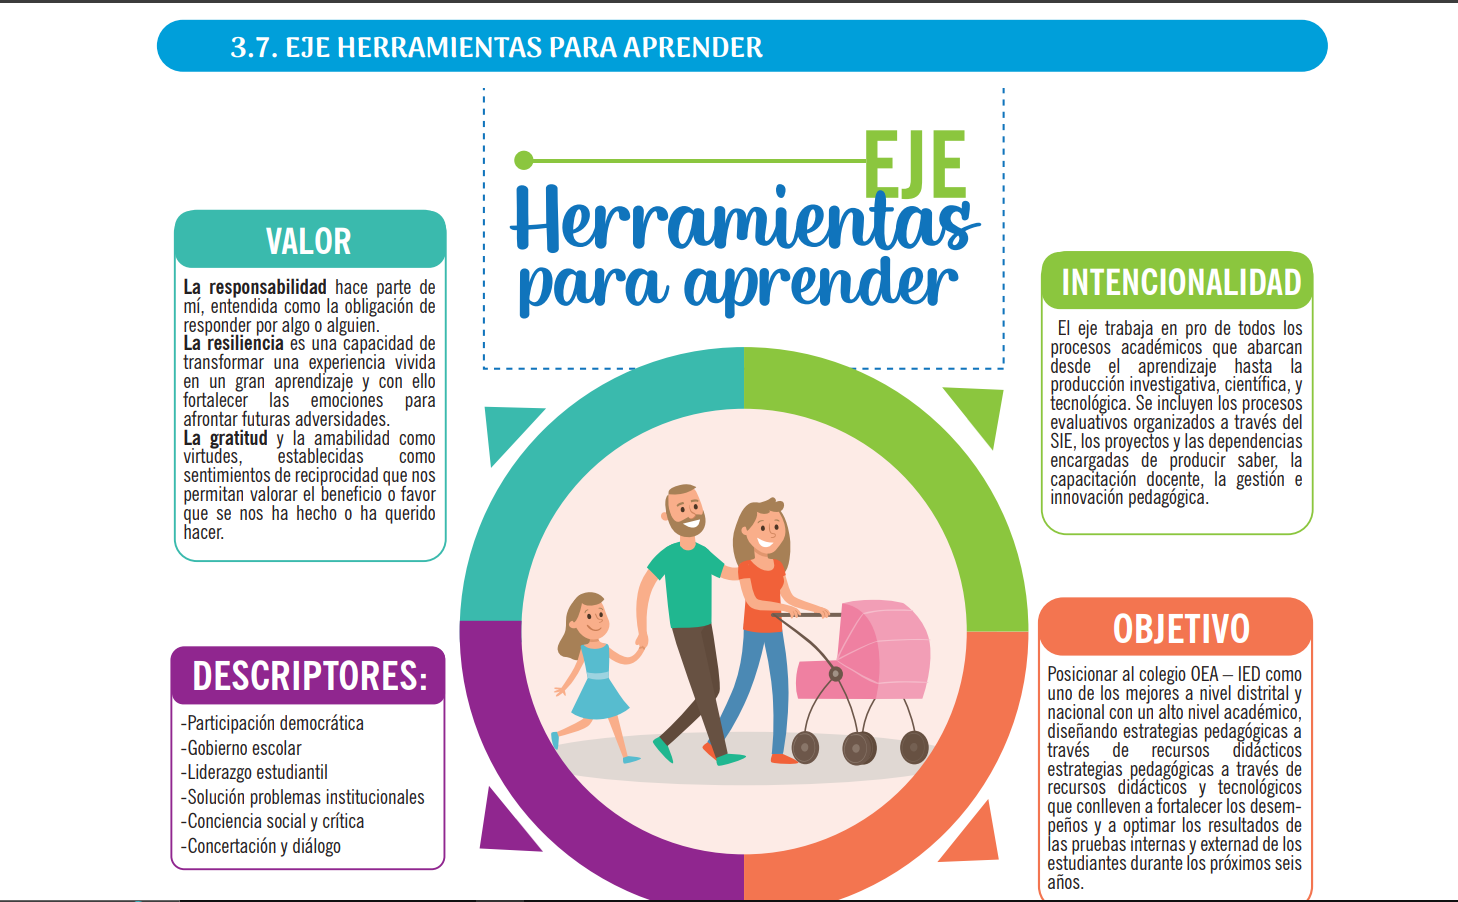 3.7. EJE HERRAMIENTAS PARA APRENDER
EJE
Herramientas
para aprender
VALOR
La responsabilidad hace parte de
mí, entendida como la obligación de
responder por algo o alguien.
La resiliencia es una capacidad de
transformar una experiencia vivida
en un gran aprendizaje y con ello
fortalecer las emociones para
afrontar futuras adversidades.
La gratitud y la amabilidad como
virtudes, establecidas como
sentimientos de reciprocidad que nos
permitan valorar el beneficio o favor
que se nos ha hecho o ha querido
hacer.
INTENCIONALIDAD
El eje trabaja en pro de todos los
procesos académicos que abarcan
desde el aprendizaje hasta la
producción investigativa, científica, y
tecnológica. Se incluyen los procesos
evaluativos organizados a través del
SIE, los proyectos y las dependencias
encargadas de producir saber, la
capacitación docente, la gestión e
innovación pedagógica.
DESCRIPTORES:
-Participación democrática
-Gobierno escolar
-Liderazgo estudiantil
-Solución problemas institucionales
-Conciencia social y crítica
-Concertación y diálogo
OBJETIVO
Posicionar al colegio OEA – IED como
uno de los mejores a nivel distrital y
nacional con un alto nivel académico,
diseñando estrategias pedagógicas a
través de recursos didácticos
estrategias pedagógicas a través de
recursos didácticos y tecnológicos
que conlleven a fortalecer los desem-
peños y a optimar los resultados de
las pruebas internas y externad de los
estudiantes durante los próximos seis
años.